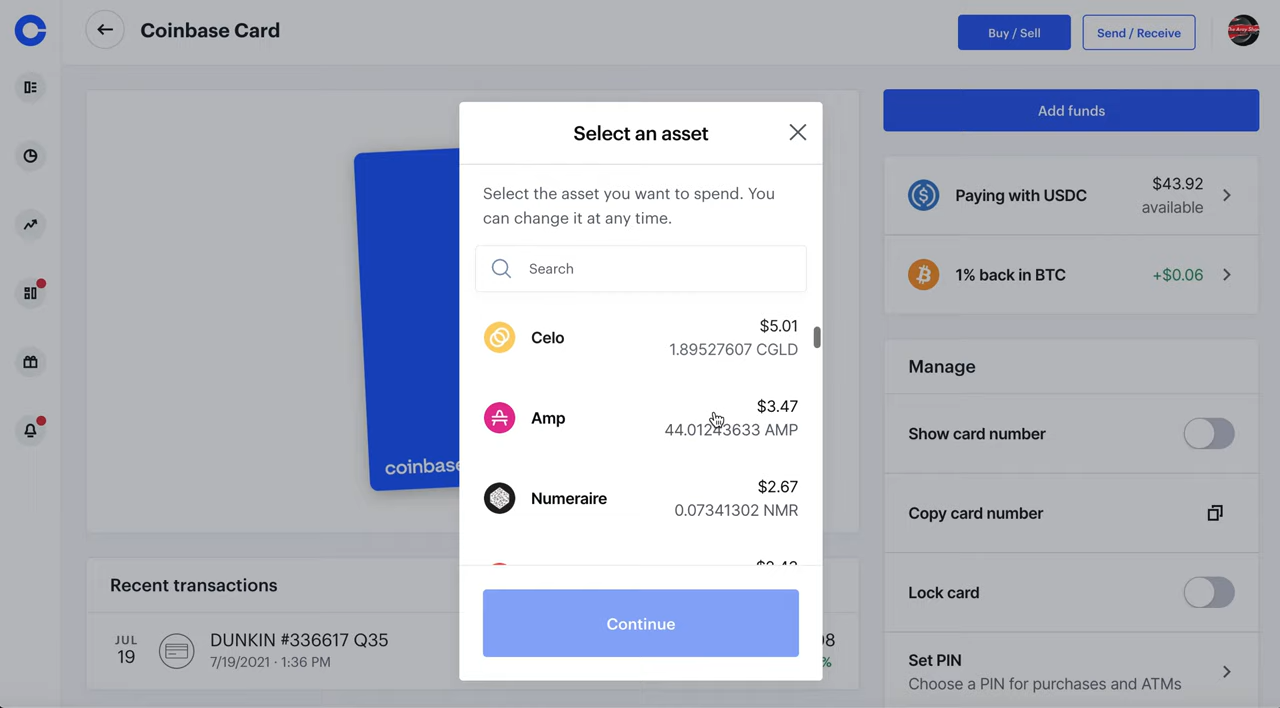 Coinbase Card
Buy / Sell
Send / Receive
Select an asset
Select the asset you want to spend. You
can change it at any time.
Search
Celo
$5.01
1.89527607 CGLD
Amp
$3.47
44.01243633 AMP
Numeraire
$2.67
0.07341302 NMR
Continue
coinbase
Add funds
Paying with USDC
$43.92
available
1% back in BTC
+$0.06
Manage
Show card number
Copy card number
Lock card
Set PIN
Choose a PIN for purchases and ATMs
Recent transactions
JUL
19
DUNKIN #336617 Q35
7/19/2021 · 1:36 PM